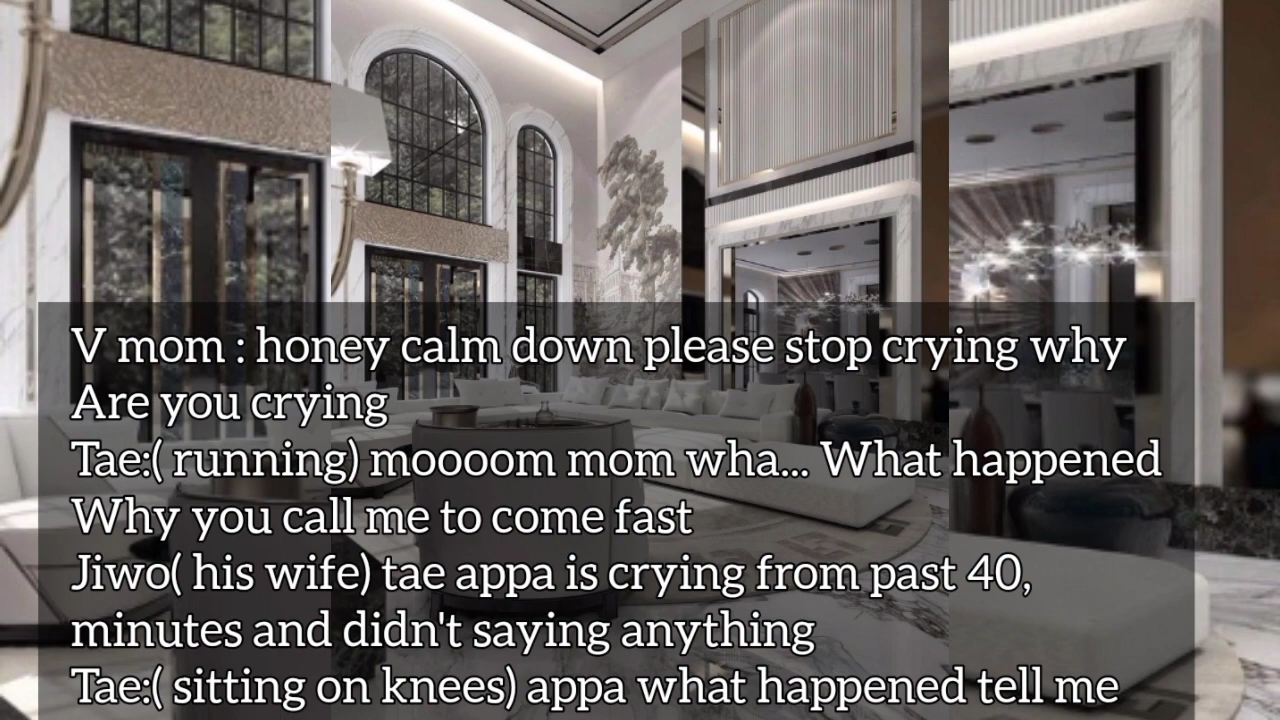 V mom : honey calm down please stop crying why
Are you crying
Tae:( running) moooom mom wha... What happened
Why you call me to come fast
Jiwo( his wife) tae appa is crying from past 40,
minutes and didn't saying anything
Tae:( sitting on knees) appa what happened tell me